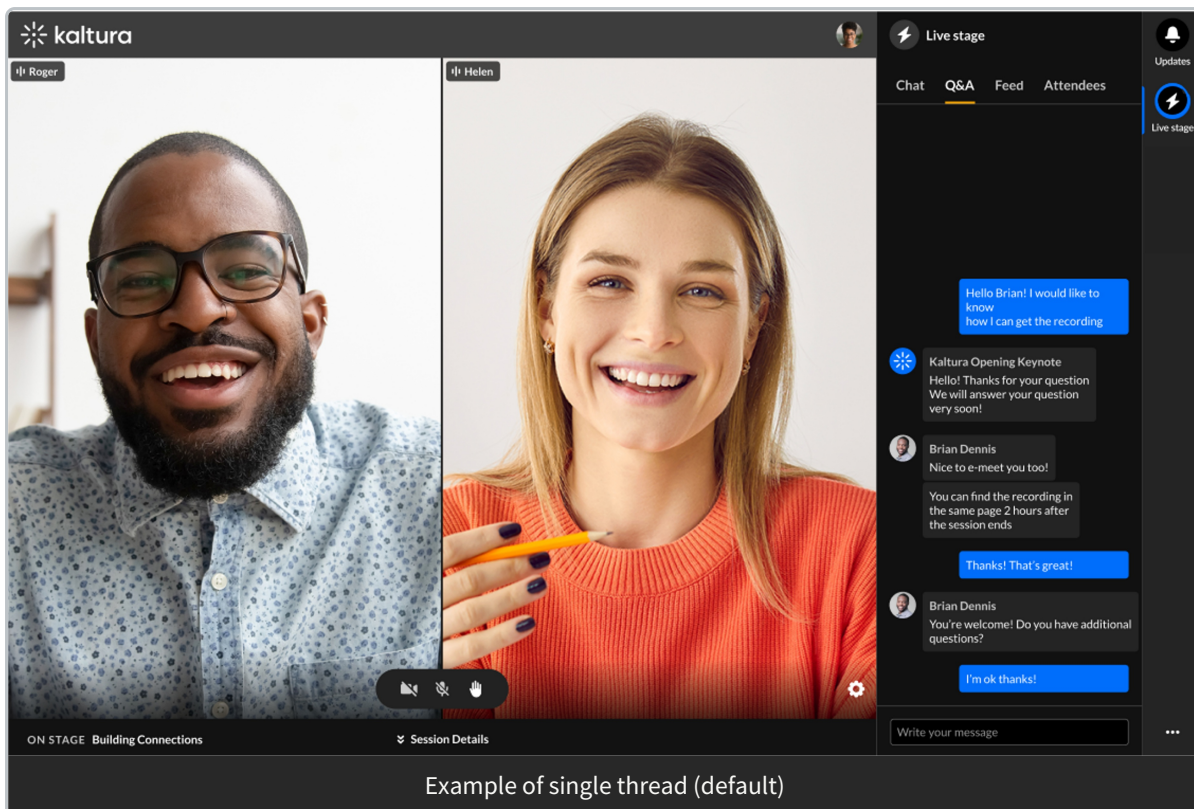 kaltura
Roger
Helen
Live stage
Updates
Live stage
Chat Q&A Feed Attendees
Hello Brian! I would like to
know
how I can get the recording
Kaltura Opening Keynote
Hello! Thanks for your question
We will answer your question
very soon!
Brian Dennis
Nice to e-meet you too!
You can find the recording in
the same page 2 hours after
the session ends
Thanks! That's great!
Brian Dennis
You're welcome! Do you have additional
questions?
I'm ok thanks!
Write your message
ON STAGE Building Connections
Session Details
Example of single thread (default)